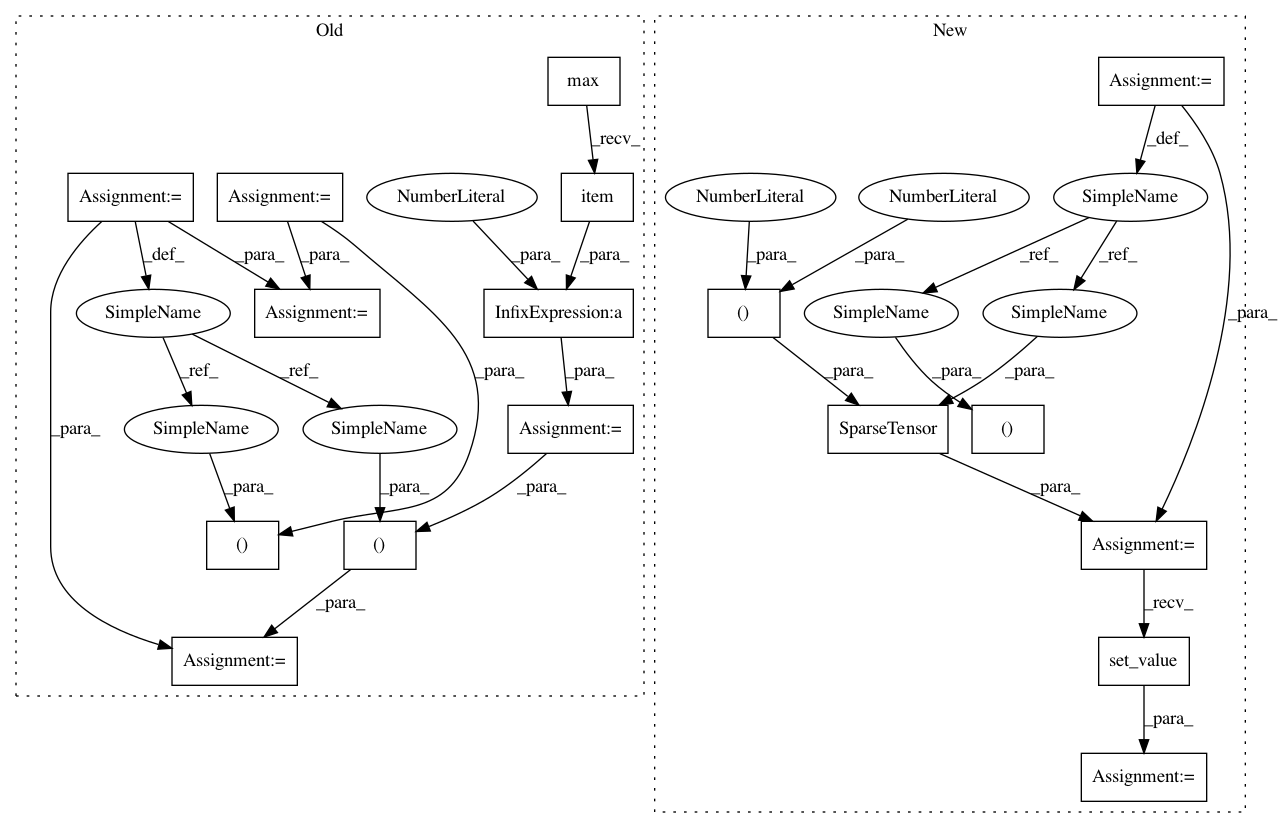 Old
New
max
Assignment:=
_recv_
_def_
Assignment:=
Assignment:=
NumberLiteral
item
NumberLiteral
NumberLiteral
SimpleName
_def_
_para_
_para_
_para_
_para_
_para_
_para_
_ref_
_ref_
SimpleName
Assignment:=
InfixExpression:a
()
SimpleName
SimpleName
_para_
_ref_
_ref_
_para_
_para_
_para_
_para_
_para_
_para_
SimpleName
SimpleName
Assignment:=
SparseTensor
()
_para_
_para_
_para_
_para_
()
()
Assignment:=
_para_
_recv_
Assignment:=
set_value
_para_
Assignment:=